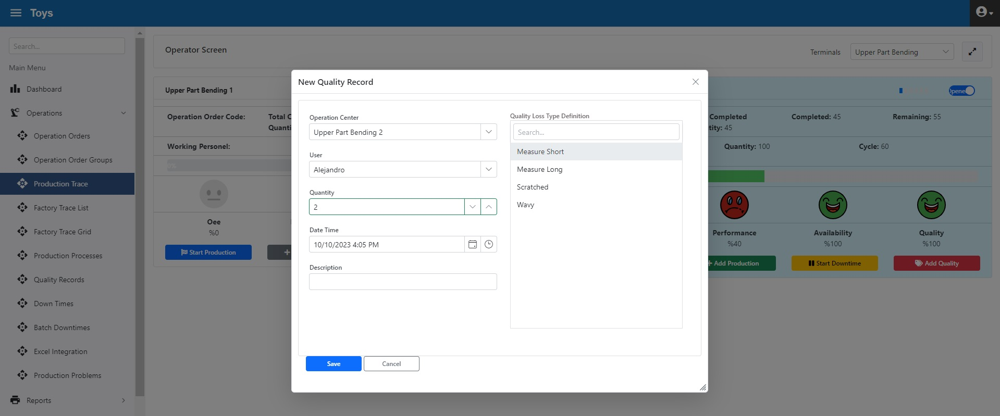 Toys
Search...
Main Menu
Dashboard
Operations
Operation Orders
Operation Order Groups
Production Trace
Factory Trace List
Factory Trace Grid
Production Processes
Quality Records
Down Times
Batch Downtimes
Excel Integration
Production Problems
Reports
Operator Screen
Terminals
Upper Part Bending
Upper Part Bending 1
Operation Order Code:
Total C
Quanti
Working Personel:
0%
Oee
%0
Start Production
New Quality Record
Operation Center
Upper Part Bending 2
User
Alejandro
Quantity
2
Date Time
10/10/2023 4:05 PM
Description
Quality Loss Type Definition
Search...
Measure Short
Measure Long
Scratched
Wavy
Save
Cancel
Opene
Completed
tity: 45
Completed: 45
Remaining: 55
Quantity: 100
Cycle: 60
Performance
%40
Availability
%100
Quality
%100
Add Production
Start Downtime
Add Quality